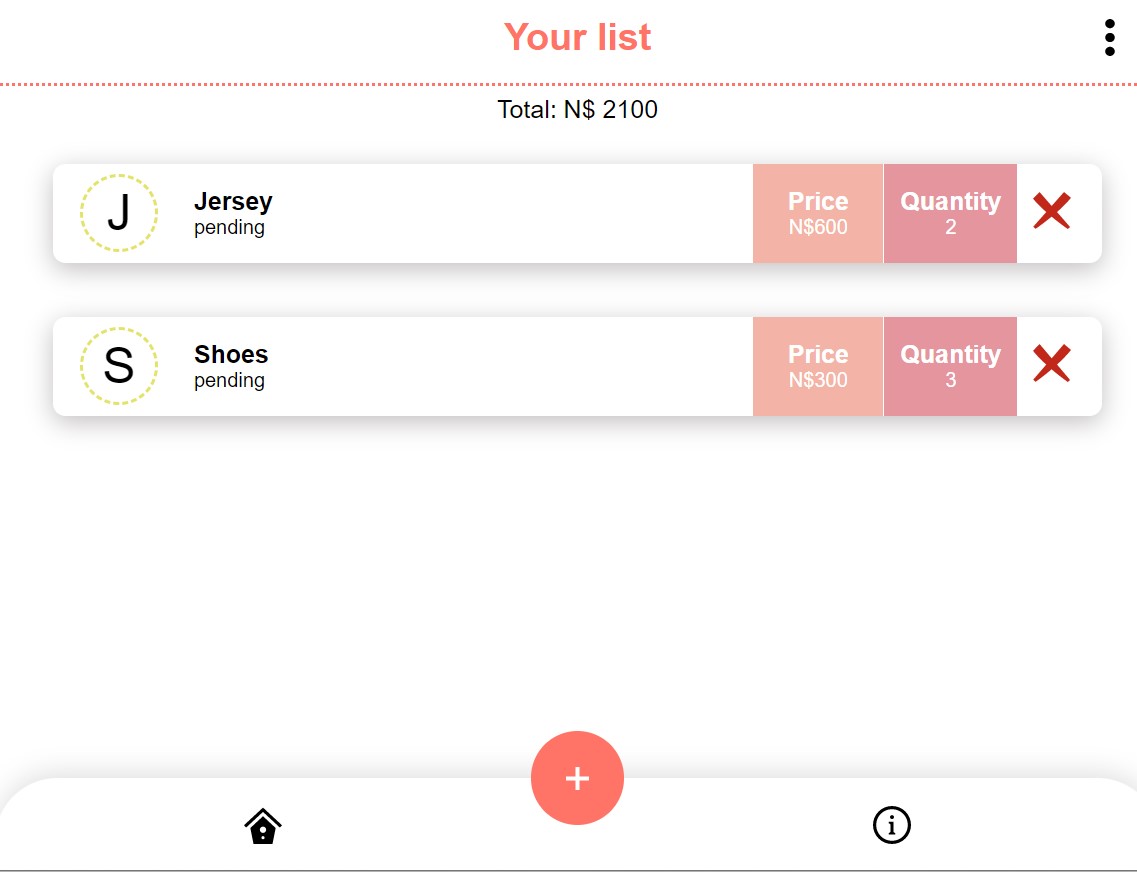 Your list
Total: N$ 2100
J
Jersey
pending
Price
N$600
Quantity
2
S
Shoes
pending
Price
N$300
Quantity
3
+
i